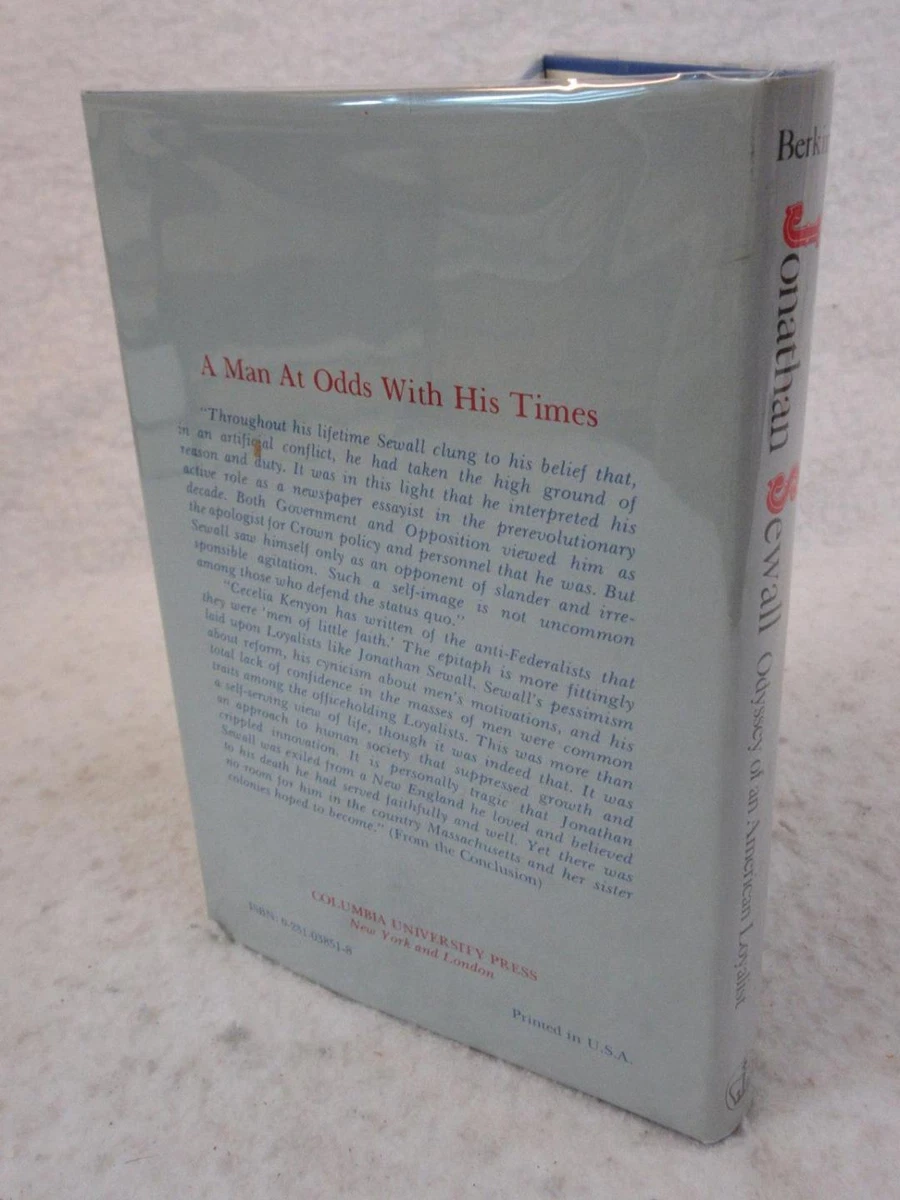 A Man At Odds With His Times
"Throughout his lifetime Sewall clung to his belief that,
in an artificial conflict, he had taken the high ground of
reason and duty. It was in this light that he interpreted his
active role as a newspaper essayist in the prerevolutionary
decade. Both Government and Opposition viewed him as
the apologist for Crown policy and personnel that he was. But
Sewall saw himself only as an opponent of slander and irre-
sponsible agitation. Such a self-image is not uncommon
among those who defend the status quo."
"Cecelia Kenyon has written of the anti-Federalists that
they were 'men of little faith.' The epitaph is more fittingly
laid upon Loyalists like Jonathan Sewall. Sewall's pessimism
about reform, his cynicism about men's motivations, and his
total lack of confidence in the masses of men were common
traits among the officeholding Loyalists. This was more than
a self-serving view of life, though it was indeed that. It was
an approach to human society that suppressed growth and
crippled innovation. It is personally tragic that Jonathan
Sewall was exiled from a New England he loved and believed
to his death he had served faithfully and well. Yet there was
no room for him in the country Massachusetts and her sister
colonies hoped to become." (From the Conclusion)
COLUMBIA UNIVERSITY PRESS
New York and London
ISBN: 0-231-03851-8
Printed in U.S.A.
Berkin
Jonathan Sewall Odyssey of an American Loyalist